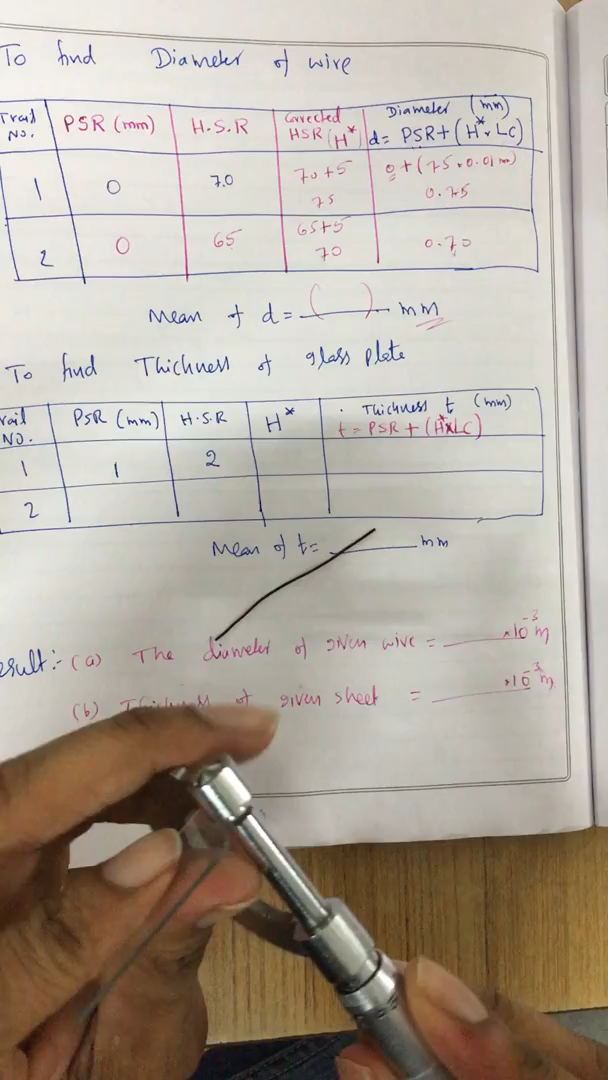 To find Diameter of wire
Trail No. PSR (mm) H.S.R Corrected HSR (H*) Diameter (mm) d = PSR + (H* × LC)
1 0 70 70+5 75 0 + (75 × 0.01 mm) 0.75
2 0 65 65+5 70 0.70
Mean of d = ( ) mm
To find Thickness of glass plate
rail No. PSR (mm) H.S.R H* Thickness t (mm) t = PSR + (H* × LC)
1 1 2
2
Mean of t = mm
esult :- (a) The diameter of given wire = ×10⁻³ m
(b) Thickness of given sheet = ×10⁻³ m